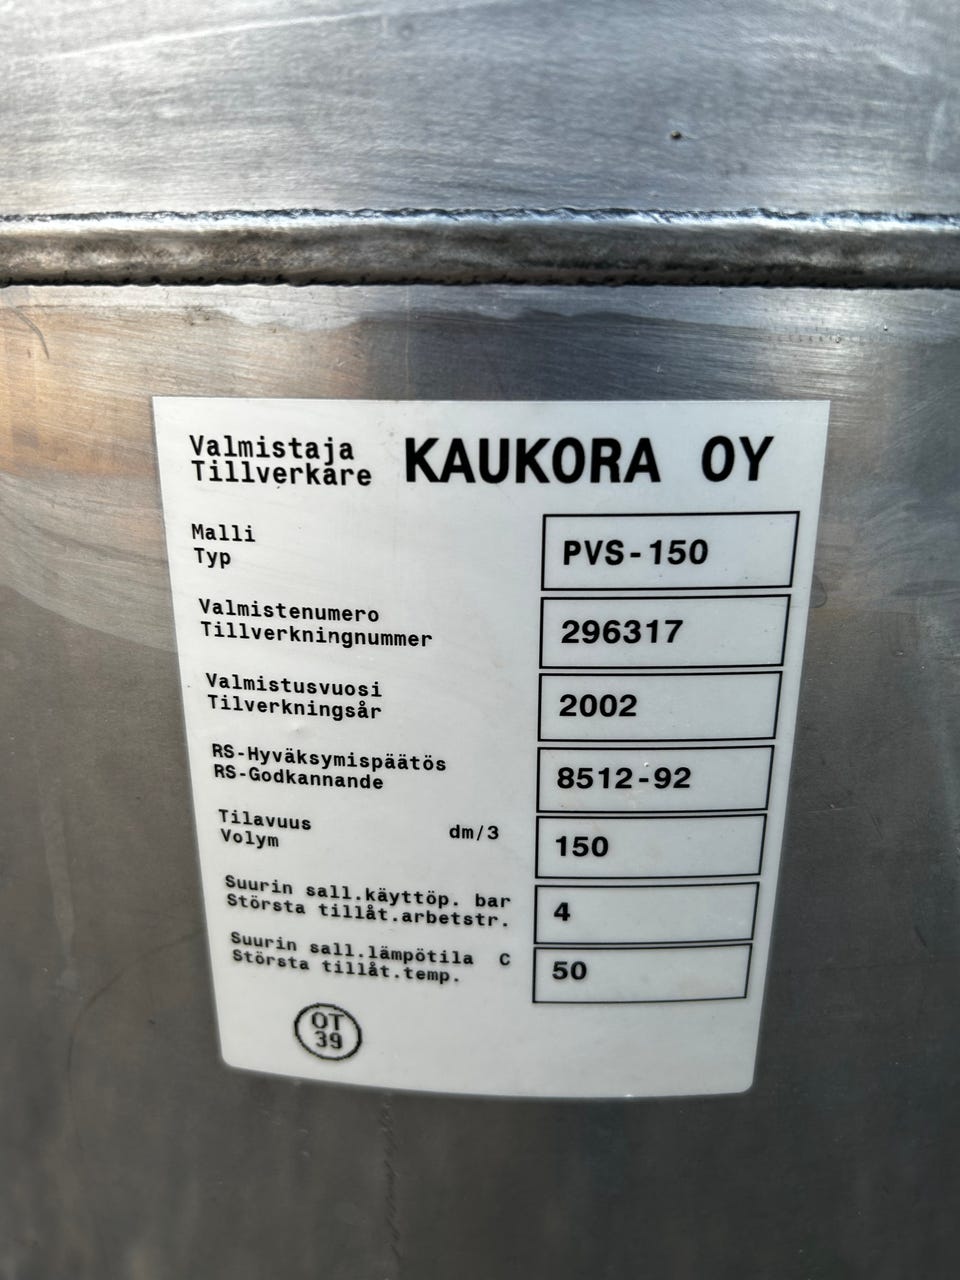 Valmistaja
Tillverkare
KAUKORA OY
Malli
Typ
PVS-150
Valmistenumero
Tillverkningnummer
296317
Valmistusvuosi
Tilverkningsår
2002
RS-Hyväksymispäätös
RS-Godkannande
8512-92
Tilavuus
Volym
dm/3
150
Suurin sall.käyttöp. bar
Största tillåt.arbetstr.
4
Suurin sall.lämpötila C
Största tillåt.temp.
50
OT
39